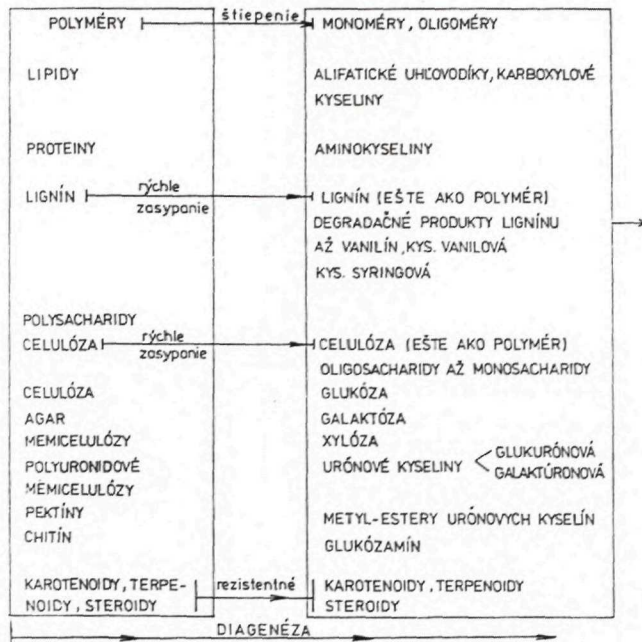 POLYMÉRY
štiepenie
MONOMÉRY, OLIGOMÉRY
LIPIDY
ALIFATICKÉ UHĽOVODÍKY, KARBOXYLOVÉ
KYSELINY
PROTEINY
AMINOKYSELINY
LIGNÍN
rýchle
zasypanie
LIGNÍN (EŠTE AKO POLYMÉR)
DEGRADAČNÉ PRODUKTY LIGNÍNU
AŽ VANILÍN, KYS. VANILOVÁ
KYS. SYRINGOVÁ
POLYSACHARIDY
CELULÓZA
rýchle
zasypanie
CELULÓZA (EŠTE AKO POLYMÉR)
OLIGOSACHARIDY AŽ MONOSACHARIDY
CELULÓZA
GLUKÓZA
AGAR
GALAKTÓZA
MEMICELULÓZY
XYLÓZA
POLYURONIDOVÉ
MEMICELULÓZY
URÓNOVÉ KYSELINY
GLUKURÓNOVÁ
GALAKTÚRONOVÁ
PEKTÍNY
METYL-ESTERY URÓNOVYCH KYSELÍN
CHITÍN
GLUKÓZAMÍN
KAROTENOIDY, TERPE-
NOIDY, STEROIDY
rezistentné
KAROTENOIDY, TERPENOIDY
STEROIDY
DIAGENÉZA